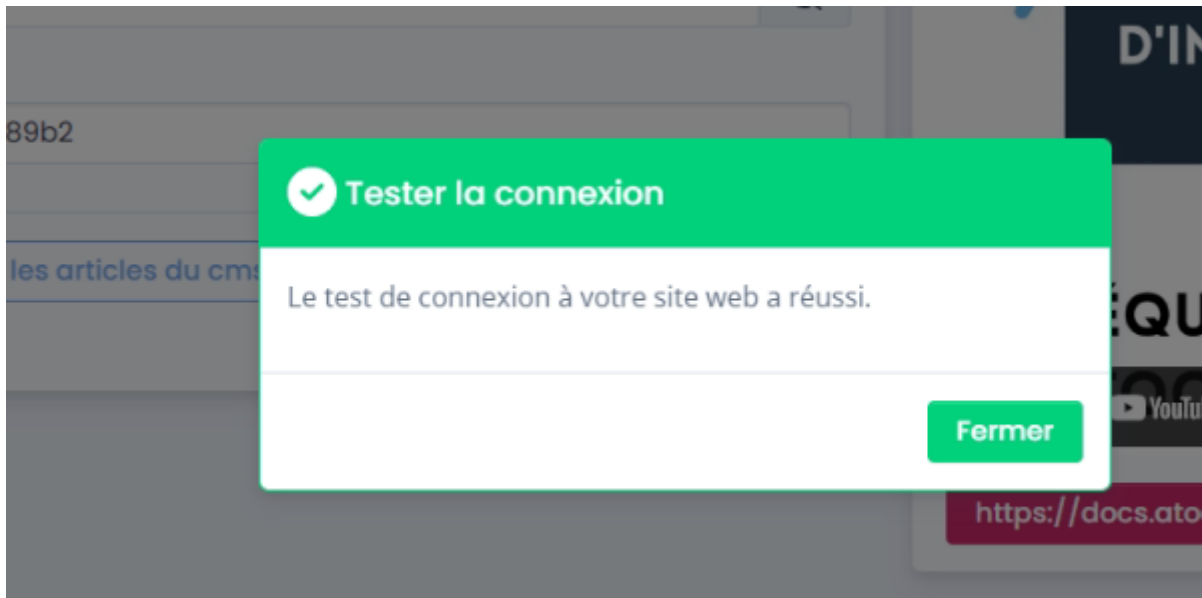 D'IN
89b2
Tester la connexion
les articles du cms
Le test de connexion à votre site web a réussi.
ÉQU
YouTu
Fermer
https://docs.ato